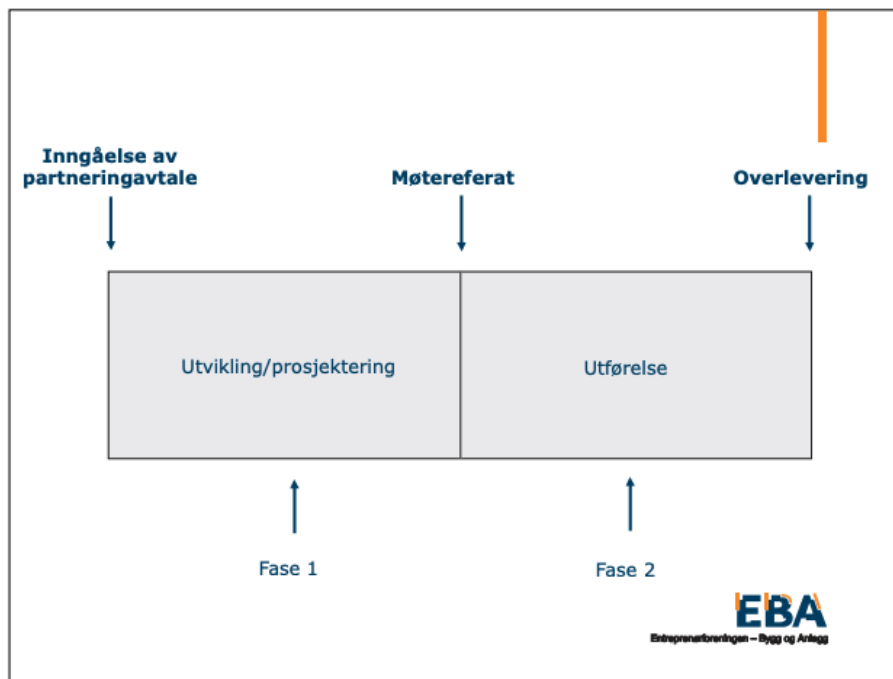 Inngåelse av
partneringavtale
Møtereferat
Overlevering
Utvikling/prosjektering
Utførelse
Fase 1
Fase 2
EBA
Entreprenørforeningen – Bygg og Anlegg